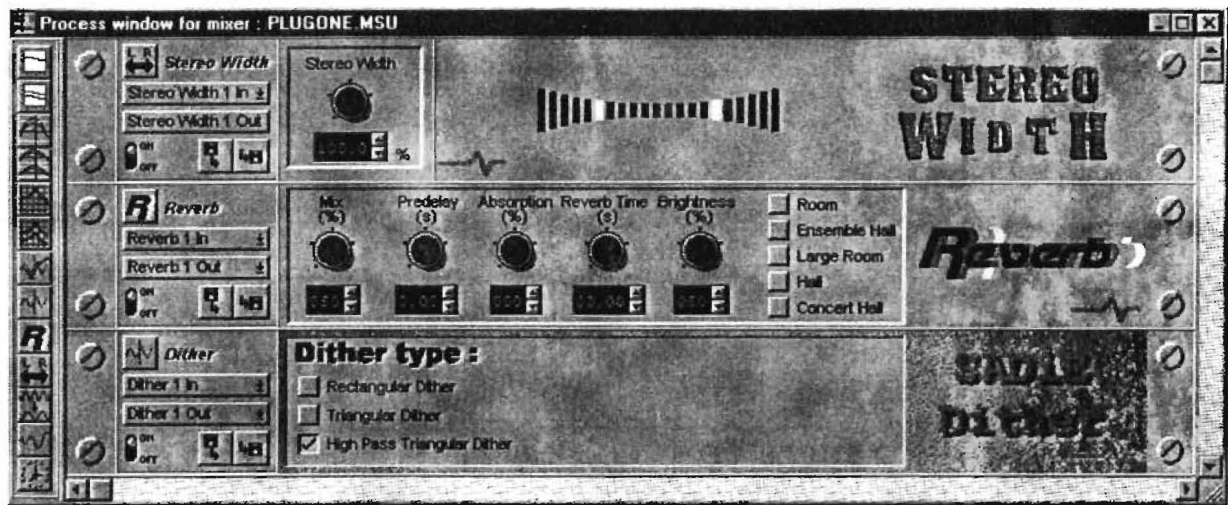 Process window for mixer : PLUGONE.MSU
L R
Stereo Width
Stereo Width 1 In
Stereo Width 1 Out
ON
OFF
Stereo Width
%
STEREO
WIDTH
R
Reverb
Reverb 1 In
Reverb 1 Out
ON
OFF
Mix
(%)
Predelay
(s)
Absorption
(%)
Reverb Time
(s)
Brightness
(%)
Room
Ensemble Hall
Large Room
Hall
Concert Hall
Reverb
R
Dither
Dither 1 In
Dither 1 Out
ON
OFF
Dither type :
Rectangular Dither
Triangular Dither
High Pass Triangular Dither
SADiE
Dither